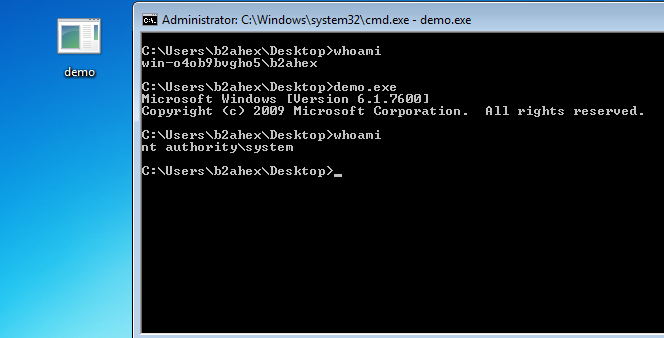 Administrator: C:\Windows\system32\cmd.exe - demo.exe
demo
C:\Users\b2ahex\Desktop>whoami
win-o4ob9bvgho5\b2ahex
C:\Users\b2ahex\Desktop>demo.exe
Microsoft Windows [Version 6.1.7600]
Copyright (c) 2009 Microsoft Corporation.  All rights reserved.
C:\Users\b2ahex\Desktop>whoami
nt authority\system
C:\Users\b2ahex\Desktop>_